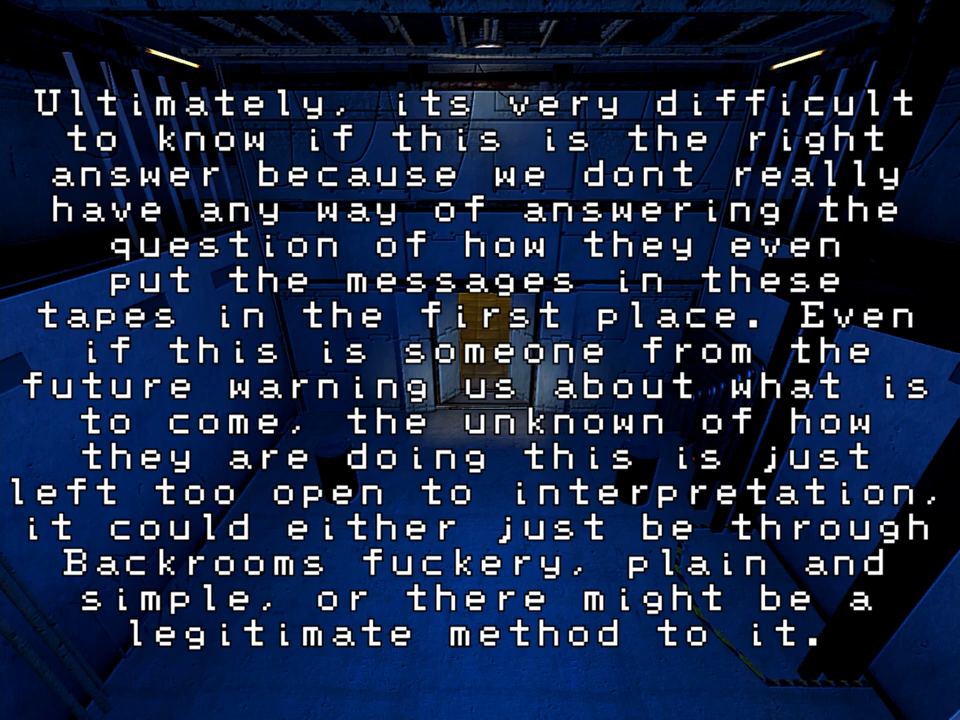 Ultimately, its very difficult
to know if this is the right
answer because we dont really
have any way of answering the
question of how they even
put the messages in these
tapes in the first place. Even
if this is someone from the
future warning us about what is
to come, the unknown of how
they are doing this is just
left too open to interpretation,
it could either just be through
Backrooms fuckery, plain and
simple, or there might be a
legitimate method to it.